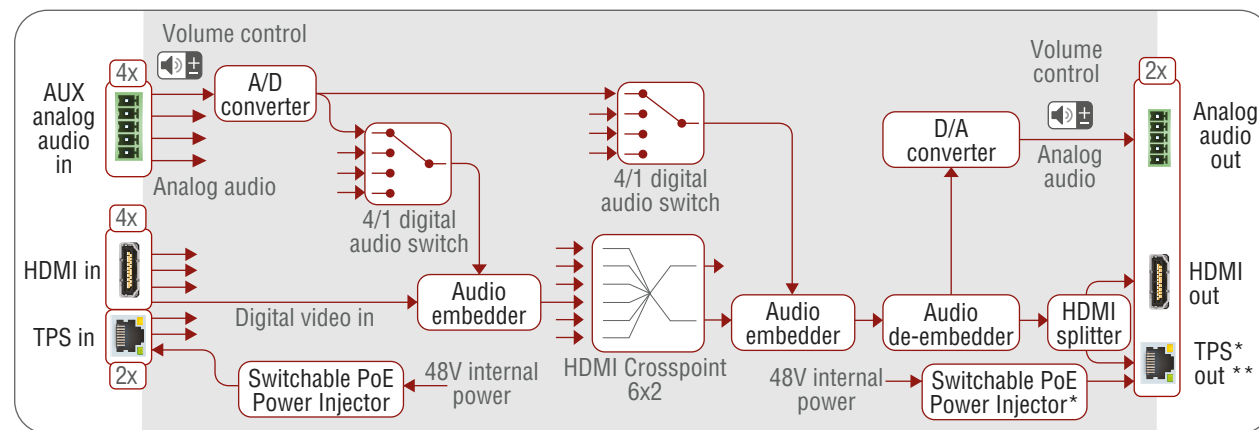 Volume control
4x
AUX
analog
audio
in
A/D
converter
Analog audio
4/1 digital
audio switch
4/1 digital
audio switch
D/A
converter
Volume
control
Analog
audio
2x
Analog
audio
out
4x
HDMI in
Digital video in
TPS in
2x
Audio
embedder
HDMI Crosspoint
6x2
Audio
embedder
Audio
de-embedder
HDMI
splitter
HDMI
out
TPS*
out **
Switchable PoE
Power Injector
48V internal
power
48V internal
power
Switchable PoE
Power Injector*